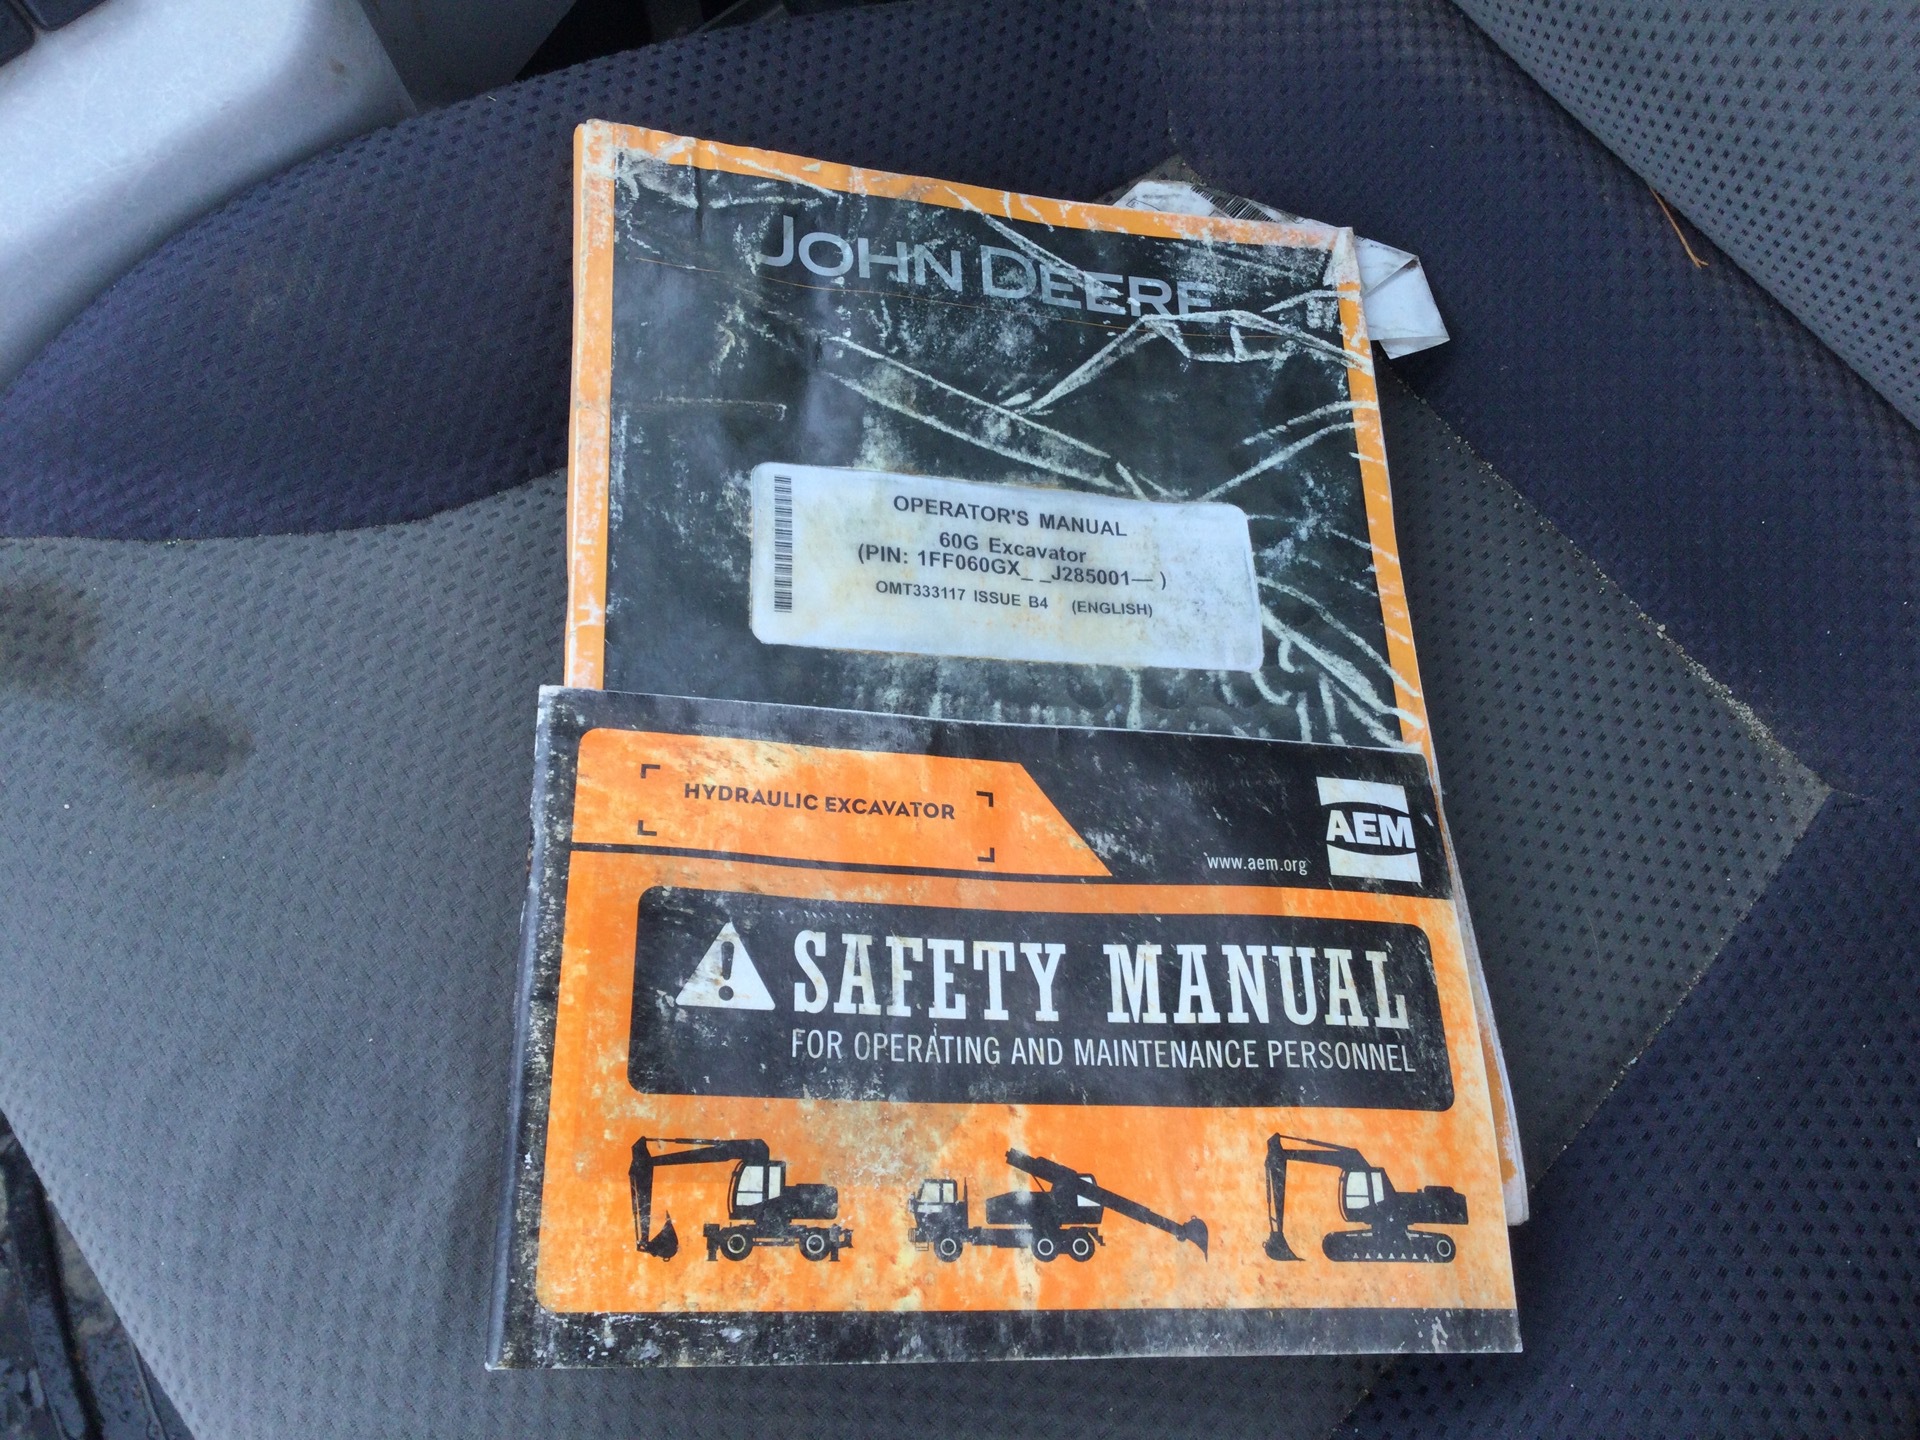 JOHN DEERE
OPERATOR'S MANUAL
60G Excavator
(PIN: 1FF060GX_ _J285001— )
OMT333117 ISSUE B4 (ENGLISH)
HYDRAULIC EXCAVATOR
www.aem.org
AEM
SAFETY MANUAL
FOR OPERATING AND MAINTENANCE PERSONNEL